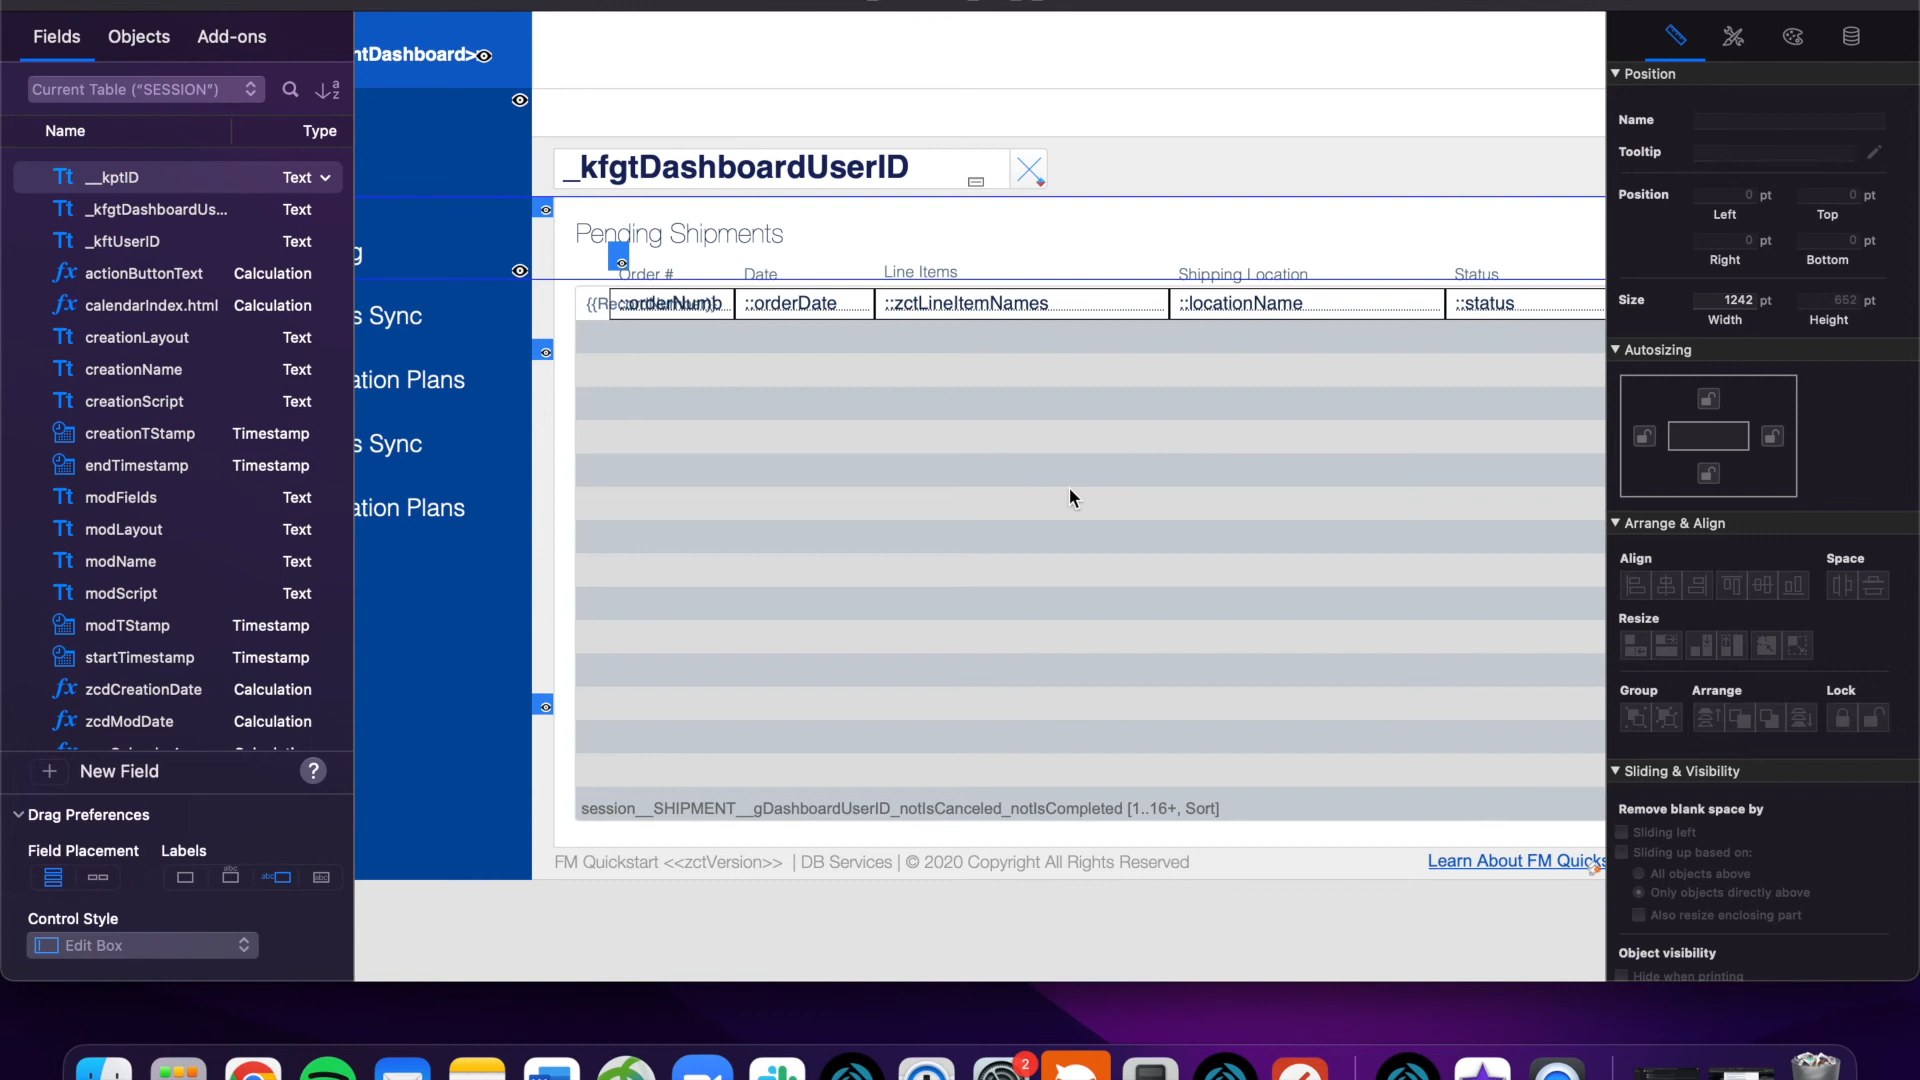 Fields Objects Add-ons
Current Table (“SESSION”)
Name Type
__kptID Text
_kfgtDashboardUs... Text
_kftUserID Text
actionButtonText Calculation
calendarIndex.html Calculation
creationLayout Text
creationName Text
creationScript Text
creationTStamp Timestamp
endTimestamp Timestamp
modFields Text
modLayout Text
modName Text
modScript Text
modTStamp Timestamp
startTimestamp Timestamp
zcdCreationDate Calculation
zcdModDate Calculation
+ New Field ?
Drag Preferences
Field Placement Labels
Control Style
Edit Box
ntDashboard>
g
s Sync
ation Plans
s Sync
ation Plans
_kfgtDashboardUserID
Pending Shipments
Order # Date Line Items Shipping Location Status
::orderNumb ::orderDate ::zctLineItemNames ::locationName ::status
session__SHIPMENT__gDashboardUserID_notIsCanceled_notIsCompleted [1..16+, Sort]
FM Quickstart <<zctVersion>> | DB Services | © 2020 Copyright All Rights Reserved
Learn About FM Quicks
Position
Name
Tooltip
Position 0 pt 0 pt
Left Top
0 pt 0 pt
Right Bottom
Size 1242 pt 652 pt
Width Height
Autosizing
Arrange & Align
Align Space
Resize
Group Arrange Lock
Sliding & Visibility
Remove blank space by
Sliding left
Sliding up based on:
All objects above
Only objects directly above
Also resize enclosing part
Object visibility
Hide when printing
2